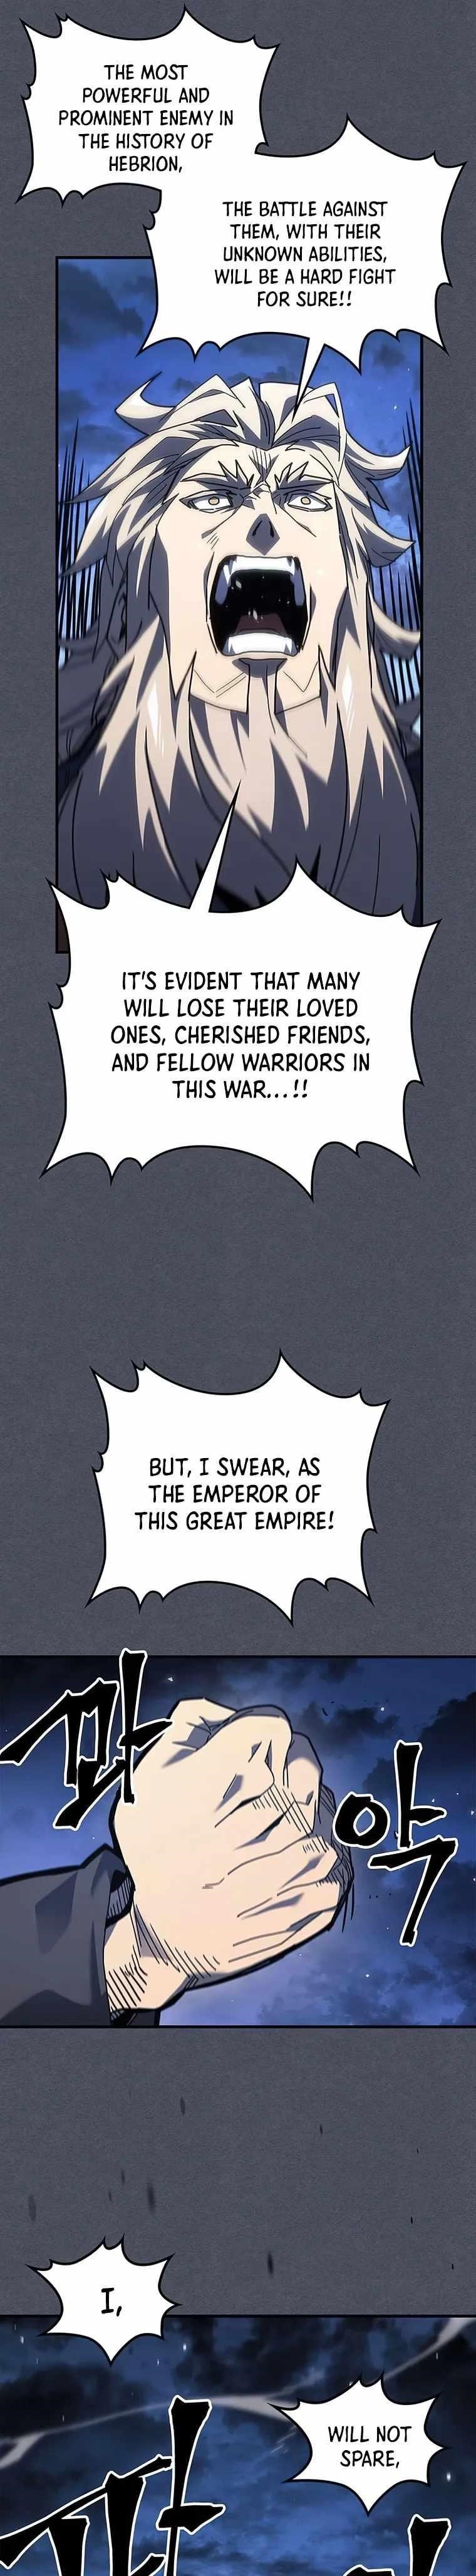 THE MOST
POWERFUL AND
PROMINENT ENEMY IN
THE HISTORY OF
HEBRION,
THE BATTLE AGAINST
THEM, WITH THEIR
UNKNOWN ABILITIES,
WILL BE A HARD FIGHT
FOR SURE!!
IT'S EVIDENT THAT MANY
WILL LOSE THEIR LOVED
ONES, CHERISHED FRIENDS,
AND FELLOW WARRIORS IN
THIS WAR...!!
BUT, I SWEAR, AS
THE EMPEROR OF
THIS GREAT EMPIRE!
콰
악
I,
WILL NOT
SPARE,